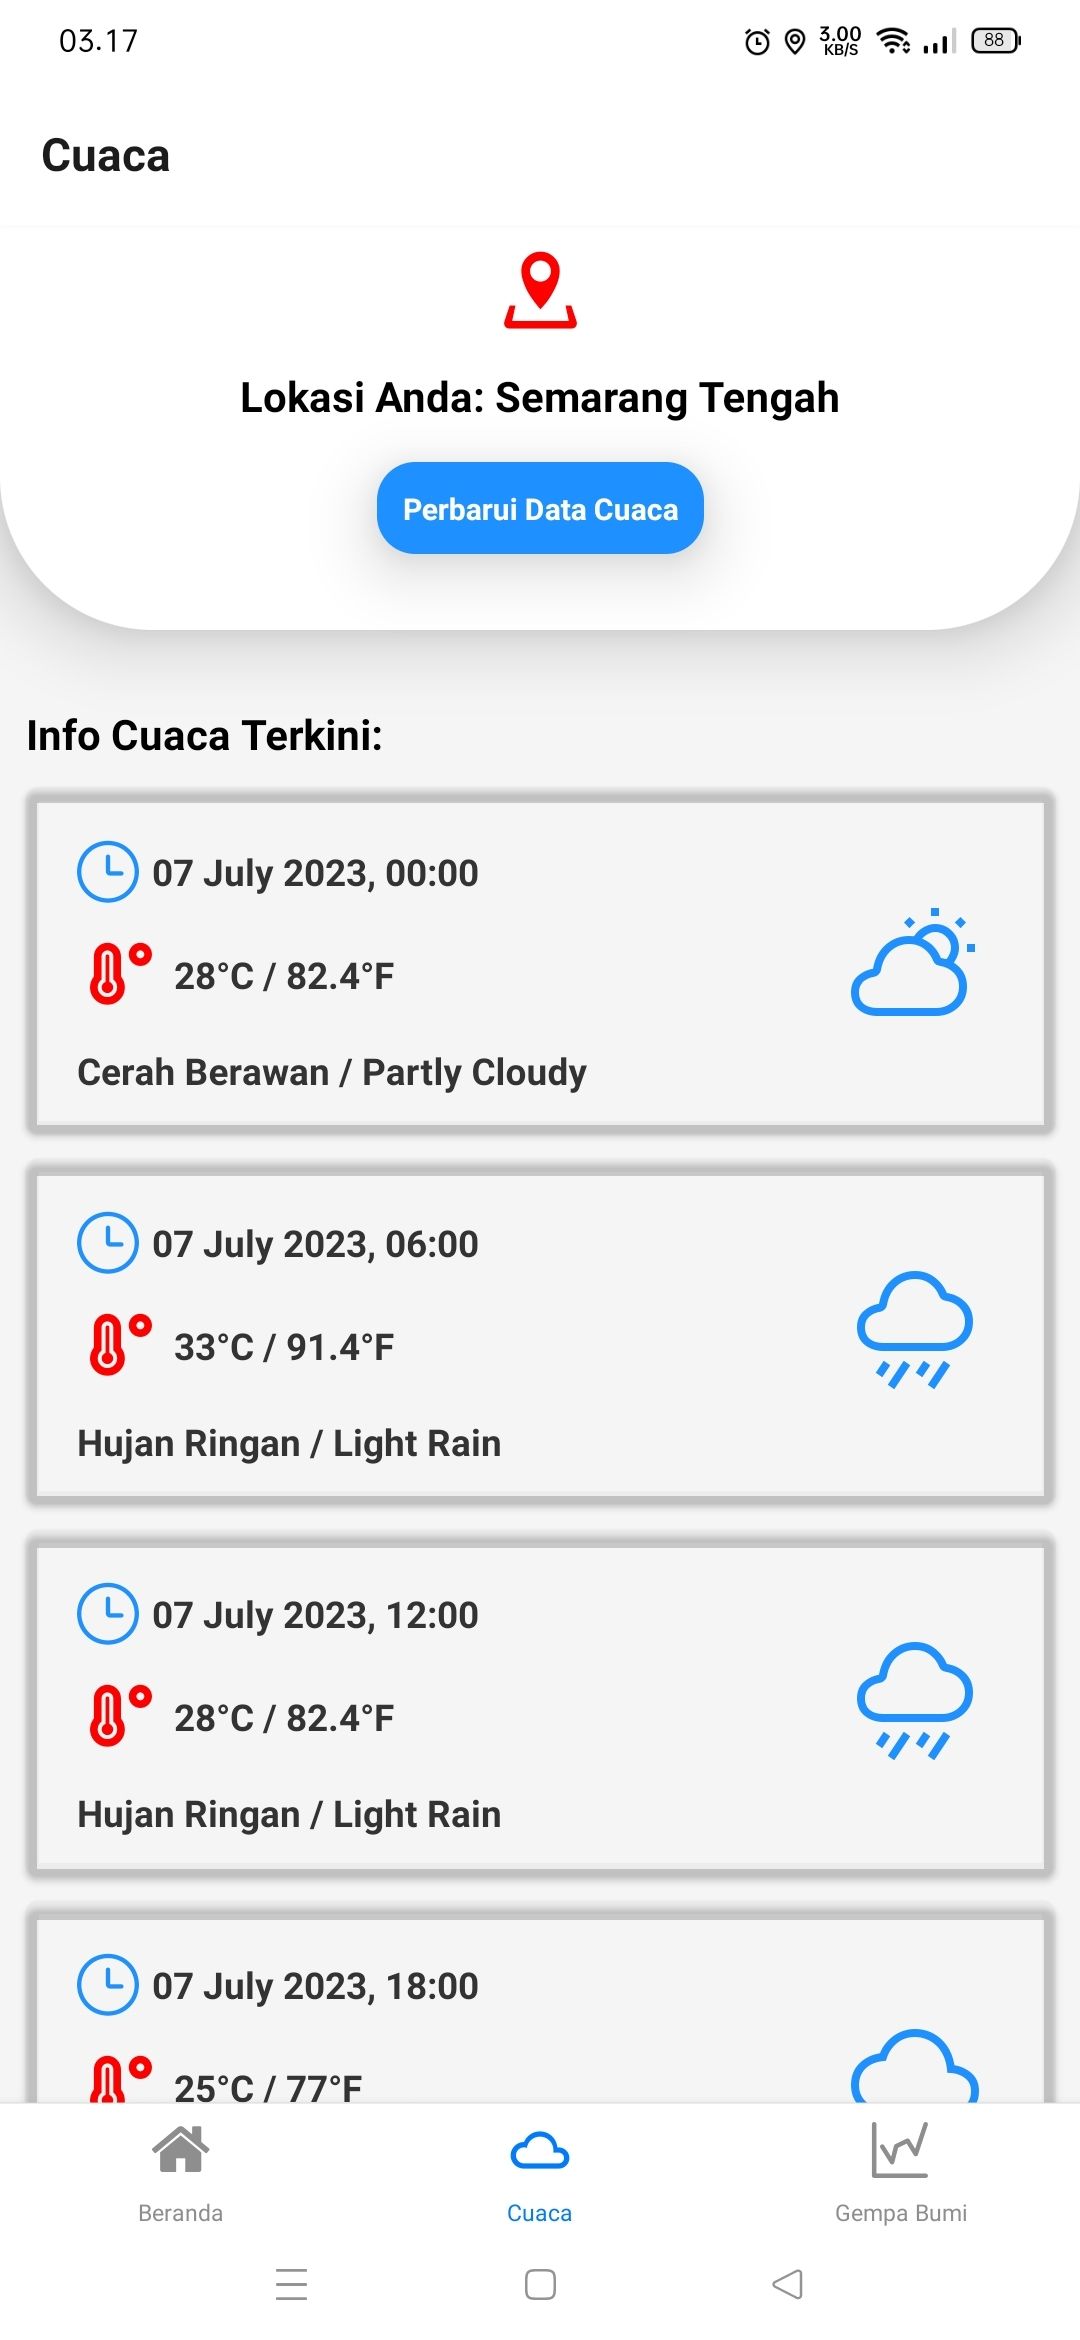 03.17
3.00
KB/S
88
Cuaca
Lokasi Anda: Semarang Tengah
Perbarui Data Cuaca
Info Cuaca Terkini:
07 July 2023, 00:00
28°C / 82.4°F
Cerah Berawan / Partly Cloudy
07 July 2023, 06:00
33°C / 91.4°F
Hujan Ringan / Light Rain
07 July 2023, 12:00
28°C / 82.4°F
Hujan Ringan / Light Rain
07 July 2023, 18:00
25°C / 77°F
Beranda
Cuaca
Gempa Bumi